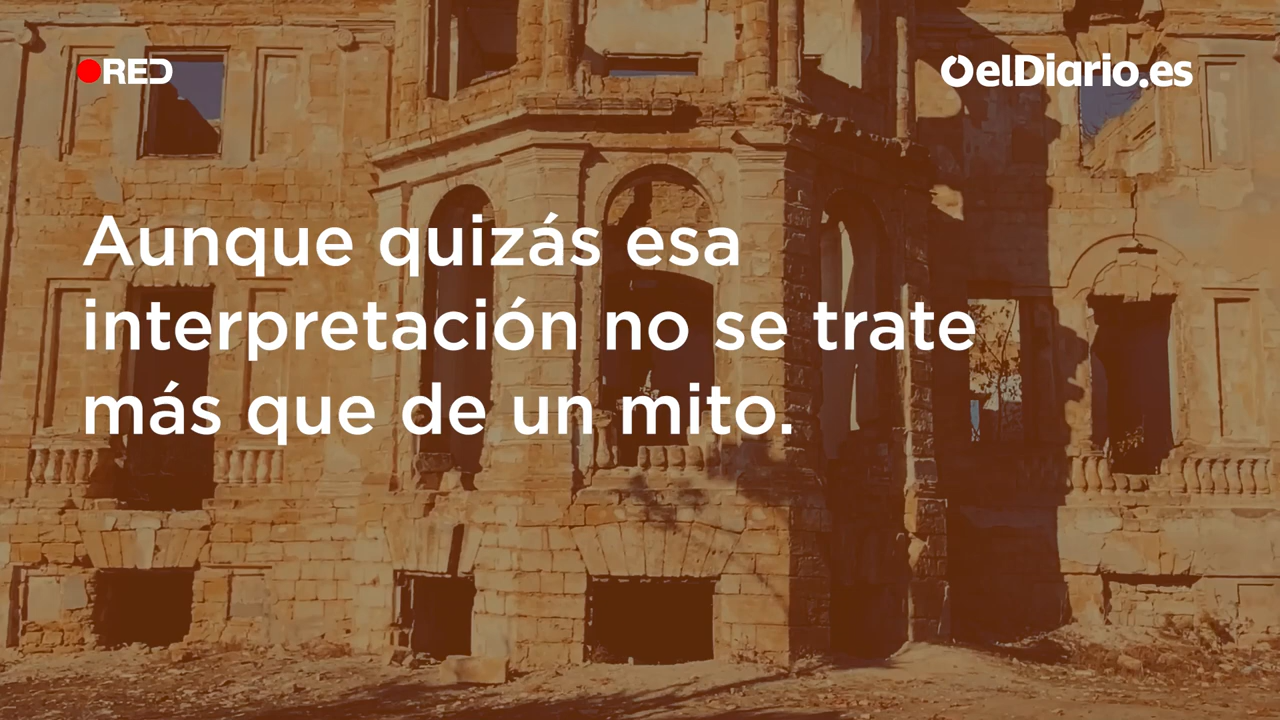 RED
elDiario.es
Aunque quizás esa
interpretación no se trate
más que de un mito.